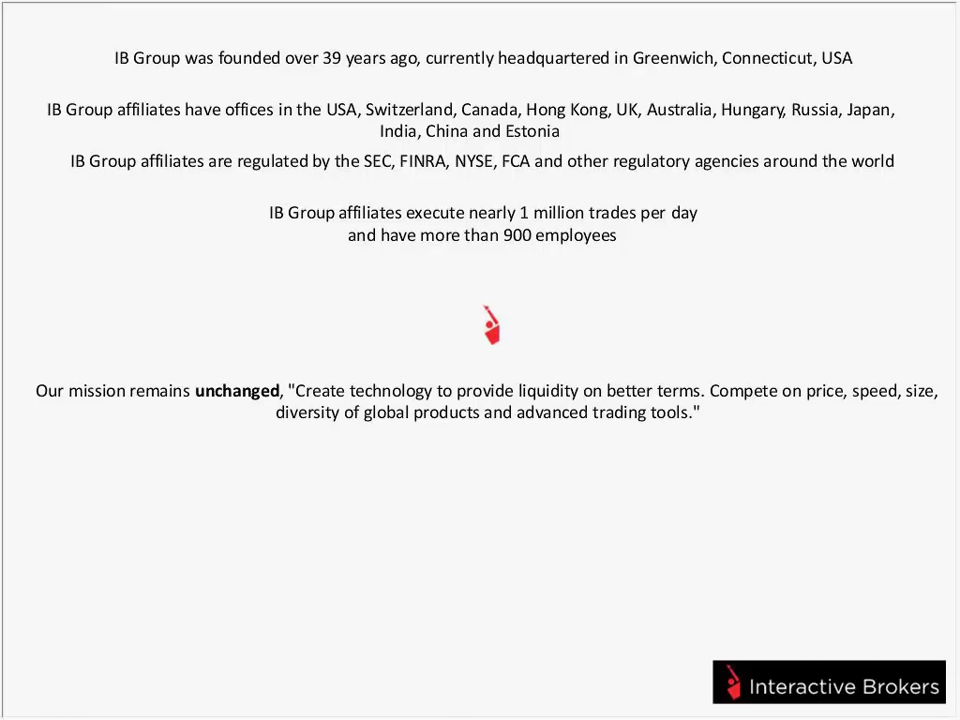 IB Group was founded over 39 years ago, currently headquartered in Greenwich, Connecticut, USA
IB Group affiliates have offices in the USA, Switzerland, Canada, Hong Kong, UK, Australia, Hungary, Russia, Japan,
India, China and Estonia
IB Group affiliates are regulated by the SEC, FINRA, NYSE, FCA and other regulatory agencies around the world
IB Group affiliates execute nearly 1 million trades per day
and have more than 900 employees
Our mission remains unchanged, "Create technology to provide liquidity on better terms. Compete on price, speed, size,
diversity of global products and advanced trading tools."
Interactive Brokers